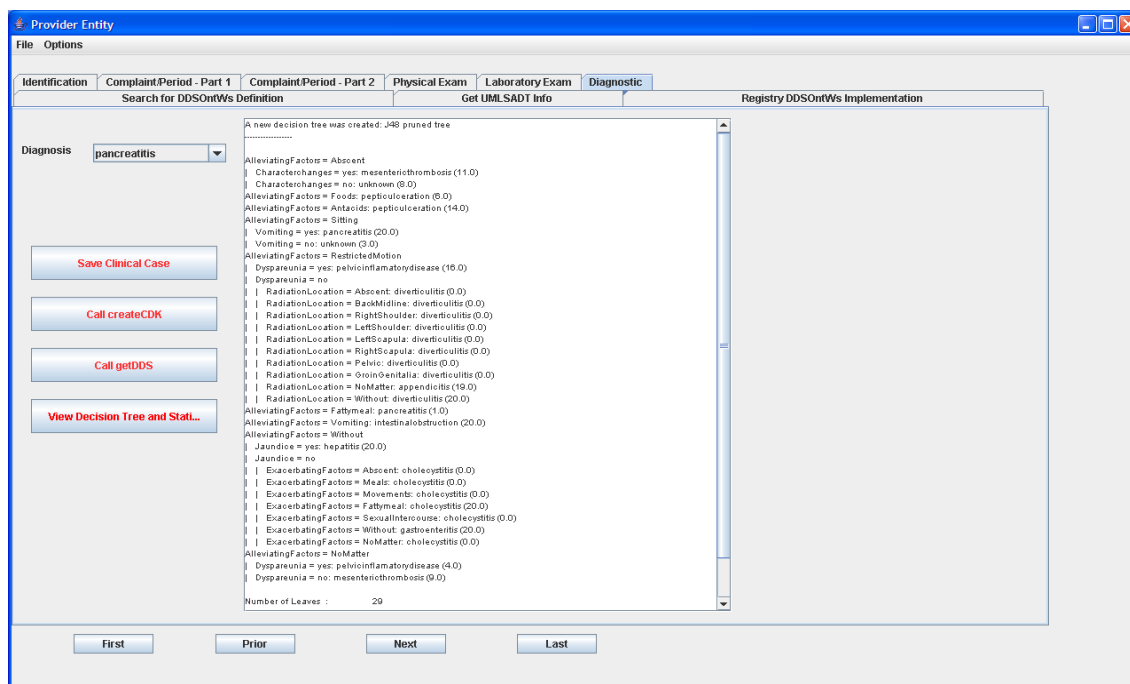 Provider Entity
File Options
Identification Complaint/Period - Part 1 Complaint/Period - Part 2 Physical Exam Laboratory Exam Diagnostic
Search for DDSOntWs Definition Get UMLSADT Info Registry DDSOntWs Implementation
Diagnosis pancreatitis
Save Clinical Case
Call createCDK
Call getDDS
View Decision Tree and Stati...
A new decision tree was created: J48 pruned tree
------------------
AlleviatingFactors = Abscent
| Characterchanges = yes: mesentericthrombosis (11.0)
| Characterchanges = no: unknown (8.0)
AlleviatingFactors = Foods: pepticulceration (6.0)
AlleviatingFactors = Antacids: pepticulceration (14.0)
AlleviatingFactors = Sitting
| Vomiting = yes: pancreatitis (20.0)
| Vomiting = no: unknown (3.0)
AlleviatingFactors = RestrictedMotion
| Dyspareunia = yes: pelvicinflamatorydisease (16.0)
| Dyspareunia = no
| | RadiationLocation = Abscent: diverticulitis (0.0)
| | RadiationLocation = BackMidline: diverticulitis (0.0)
| | RadiationLocation = RightShoulder: diverticulitis (0.0)
| | RadiationLocation = LeftShoulder: diverticulitis (0.0)
| | RadiationLocation = LeftScapula: diverticulitis (0.0)
| | RadiationLocation = RightScapula: diverticulitis (0.0)
| | RadiationLocation = Pelvic: diverticulitis (0.0)
| | RadiationLocation = GroinGenitalia: diverticulitis (0.0)
| | RadiationLocation = NoMatter: appendicitis (19.0)
| | RadiationLocation = Without: diverticulitis (20.0)
AlleviatingFactors = Fattymeal: pancreatitis (1.0)
AlleviatingFactors = Vomiting: intestinalobstruction (20.0)
AlleviatingFactors = Without
| Jaundice = yes: hepatitis (20.0)
| Jaundice = no
| | ExacerbatingFactors = Abscent: cholecystitis (0.0)
| | ExacerbatingFactors = Meals: cholecystitis (0.0)
| | ExacerbatingFactors = Movements: cholecystitis (0.0)
| | ExacerbatingFactors = Fattymeal: cholecystitis (20.0)
| | ExacerbatingFactors = SexualIntercourse: cholecystitis (0.0)
| | ExacerbatingFactors = Without: gastroenteritis (20.0)
| | ExacerbatingFactors = NoMatter: cholecystitis (0.0)
AlleviatingFactors = NoMatter
| Dyspareunia = yes: pelvicinflamatorydisease (4.0)
| Dyspareunia = no: mesentericthrombosis (9.0)
Number of Leaves : 29
First Prior Next Last